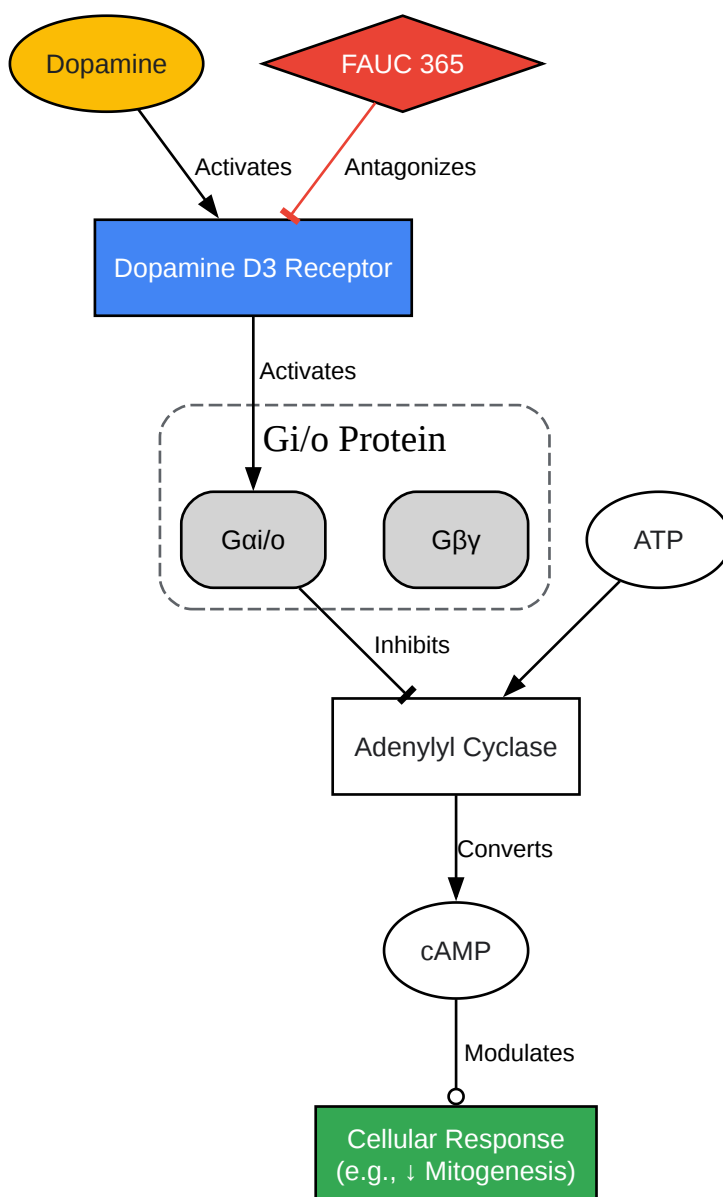 Dopamine
FAUC 365
Activates
Antagonizes
Dopamine D3 Receptor
Activates
Gi/o Protein
Gαi/o
Gβγ
ATP
Inhibits
Adenylyl Cyclase
Converts
cAMP
Modulates
Cellular Response
(e.g., ↓ Mitogenesis)